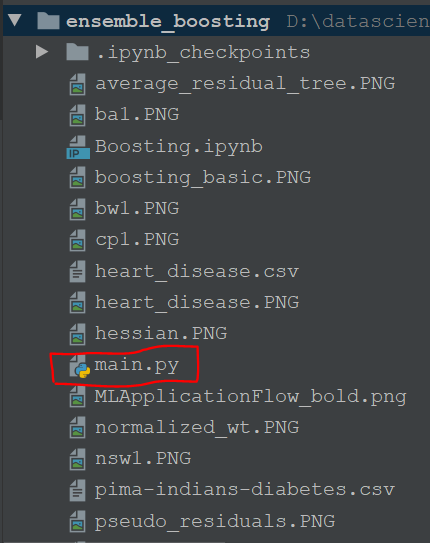 ensemble_boosting D:\datascien
.ipynb_checkpoints
average_residual_tree.PNG
ba1.PNG
Boosting.ipynb
boosting_basic.PNG
bw1.PNG
cp1.PNG
heart_disease.csv
heart_disease.PNG
hessian.PNG
main.py
MLApplicationFlow_bold.png
normalized_wt.PNG
nsw1.PNG
pima-indians-diabetes.csv
pseudo_residuals.PNG